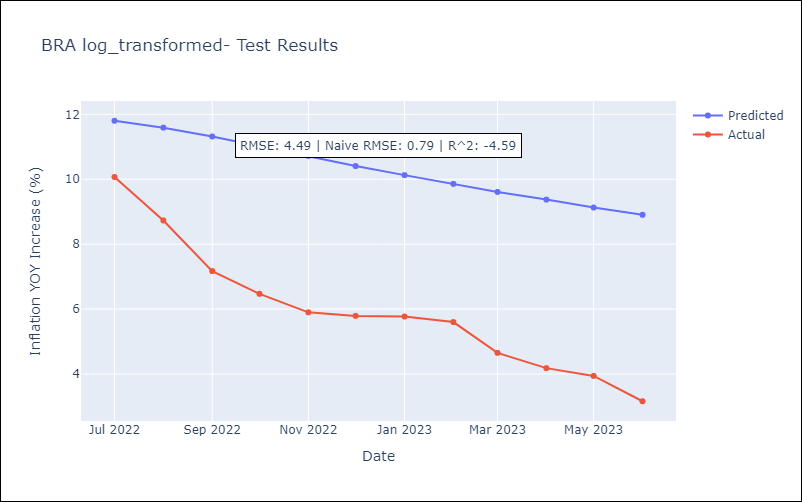 BRA log_transformed- Test Results
Predicted
Actual
RMSE: 4.49 | Naive RMSE: 0.79 | R^2: -4.59
Inflation YOY Increase (%)
12
10
8
6
4
Jul 2022
Sep 2022
Nov 2022
Jan 2023
Mar 2023
May 2023
Date